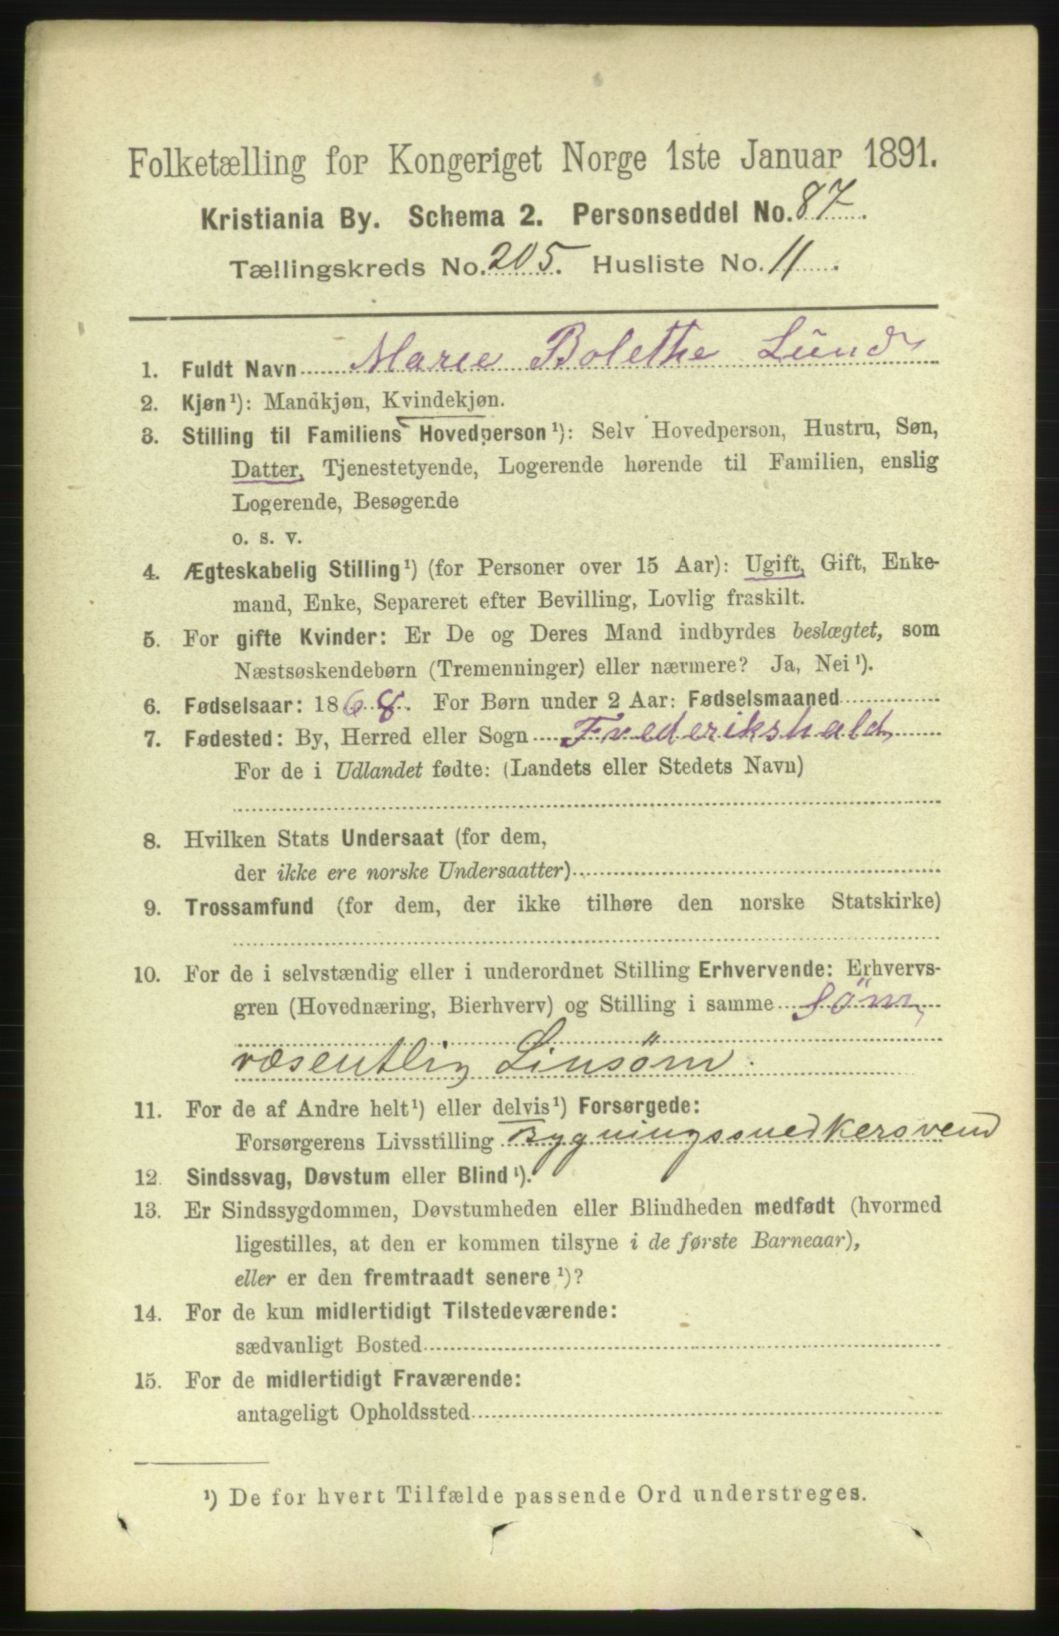 Folketælling for Kongeriget Norge 1ste Januar 1891.
Kristiania By. Schema 2. Personseddel No. 87.
Tællingskreds No. 205. Husliste No. 11.
1. Fuldt Navn Marie Bolethe Lund
2. Kjøn¹): Mandkjøn, Kvindekjøn.
3. Stilling til Familiens Hovedperson¹): Selv Hovedperson, Hustru, Søn,
Datter, Tjenestetyende, Logerende hørende til Familien, enslig
Logerende, Besøgende
o. s. v.
4. Ægteskabelig Stilling¹) (for Personer over 15 Aar): Ugift, Gift, Enke-
mand, Enke, Separeret efter Bevilling, Lovlig fraskilt.
5. For gifte Kvinder: Er De og Deres Mand indbyrdes beslægtet, som
Næstsøskendebørn (Tremenninger) eller nærmere? Ja, Nei¹).
6. Fødselsaar: 1868. For Børn under 2 Aar: Fødselsmaaned
7. Fødested: By, Herred eller Sogn Frederikshald
For de i Udlandet fødte: (Landets eller Stedets Navn)
8. Hvilken Stats Undersaat (for dem,
der ikke ere norske Undersaatter)
9. Trossamfund (for dem, der ikke tilhøre den norske Statskirke)
10. For de i selvstændig eller i underordnet Stilling Erhvervende: Erhvervs-
gren (Hovednæring, Bierhverv) og Stilling i samme Söm,
væsentlig Linsöm.
11. For de af Andre helt¹) eller delvis¹) Forsørgede:
Forsørgerens Livsstilling Bygningssnedkersvend
12. Sindssvag, Døvstum eller Blind¹).
13. Er Sindssygdommen, Døvstumheden eller Blindheden medfødt (hvormed
ligestilles, at den er kommen tilsyne i de første Barneaar),
eller er den fremtraadt senere¹)?
14. For de kun midlertidigt Tilstedeværende:
sædvanligt Bosted
15. For de midlertidigt Fraværende:
antageligt Opholdssted
¹) De for hvert Tilfælde passende Ord understreges.